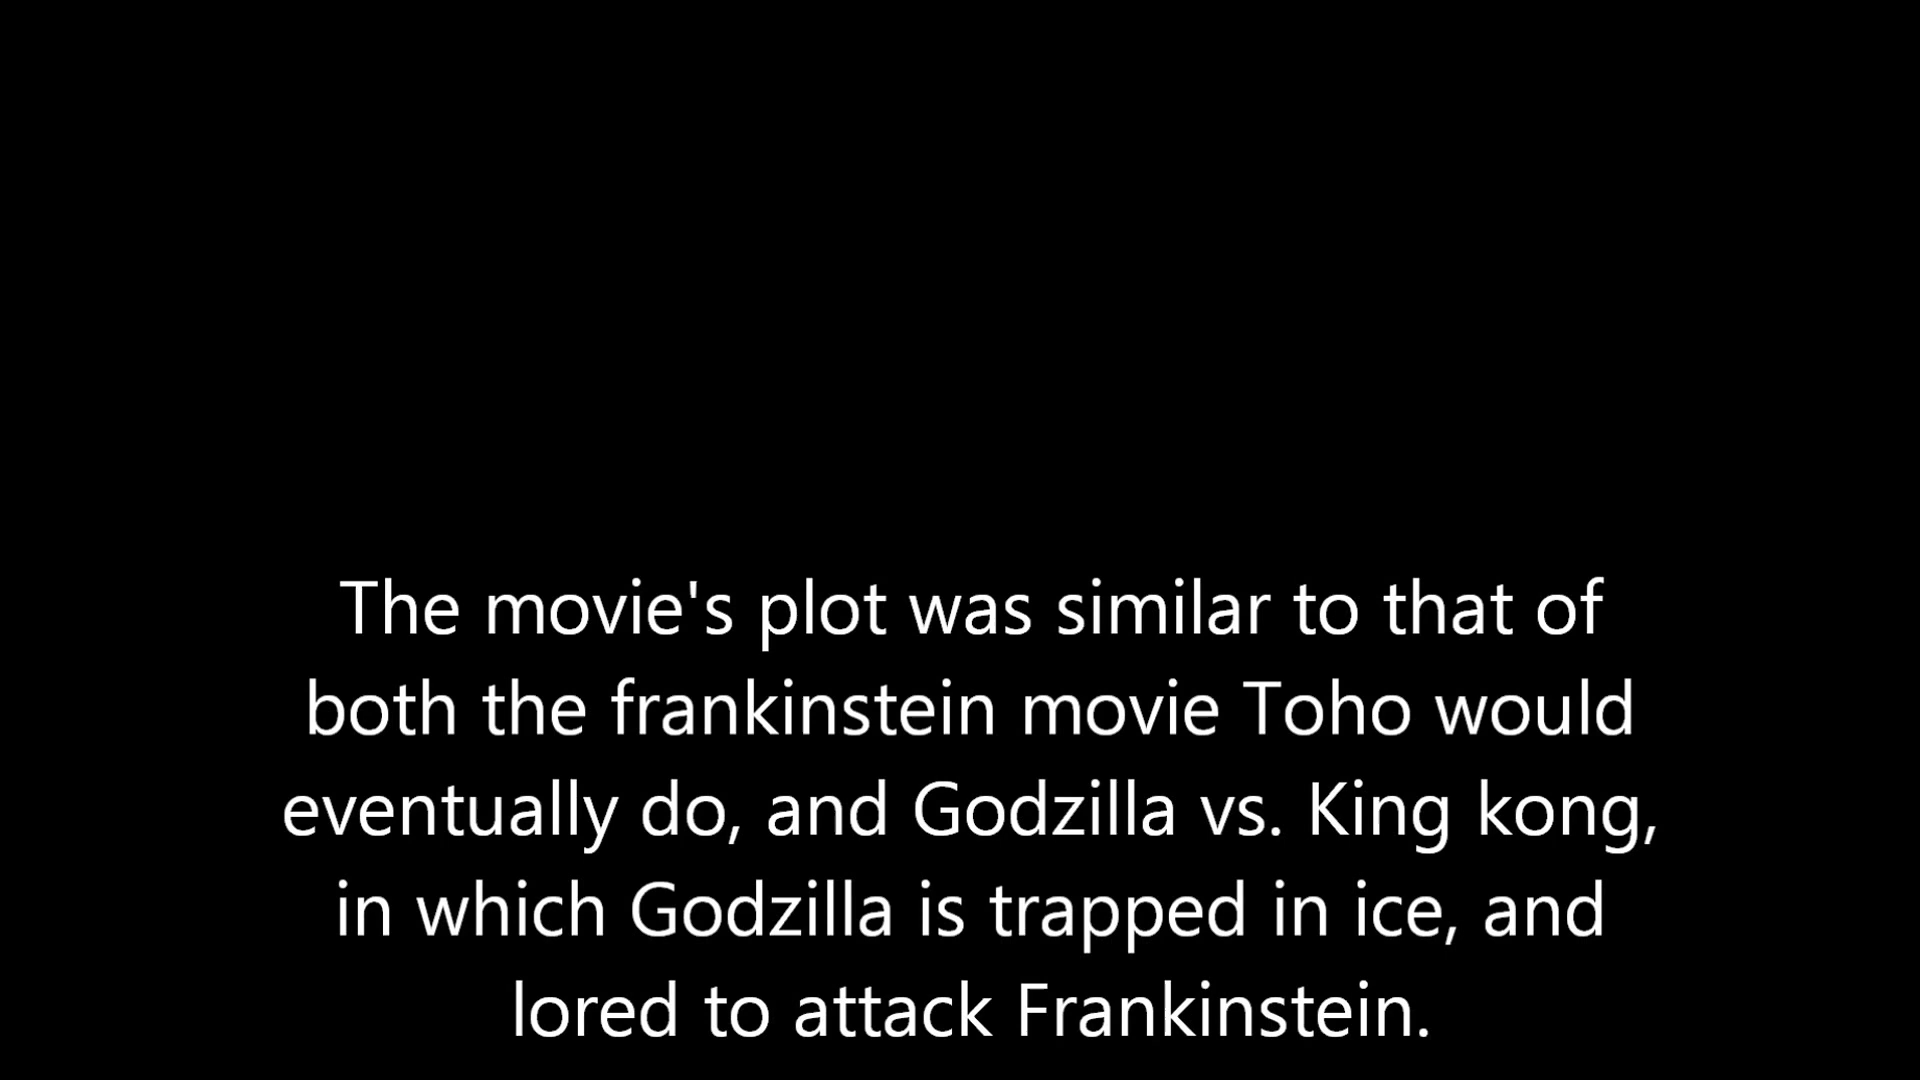 The movie's plot was similar to that of
both the frankinstein movie Toho would
eventually do, and Godzilla vs. King kong,
in which Godzilla is trapped in ice, and
lored to attack Frankinstein.